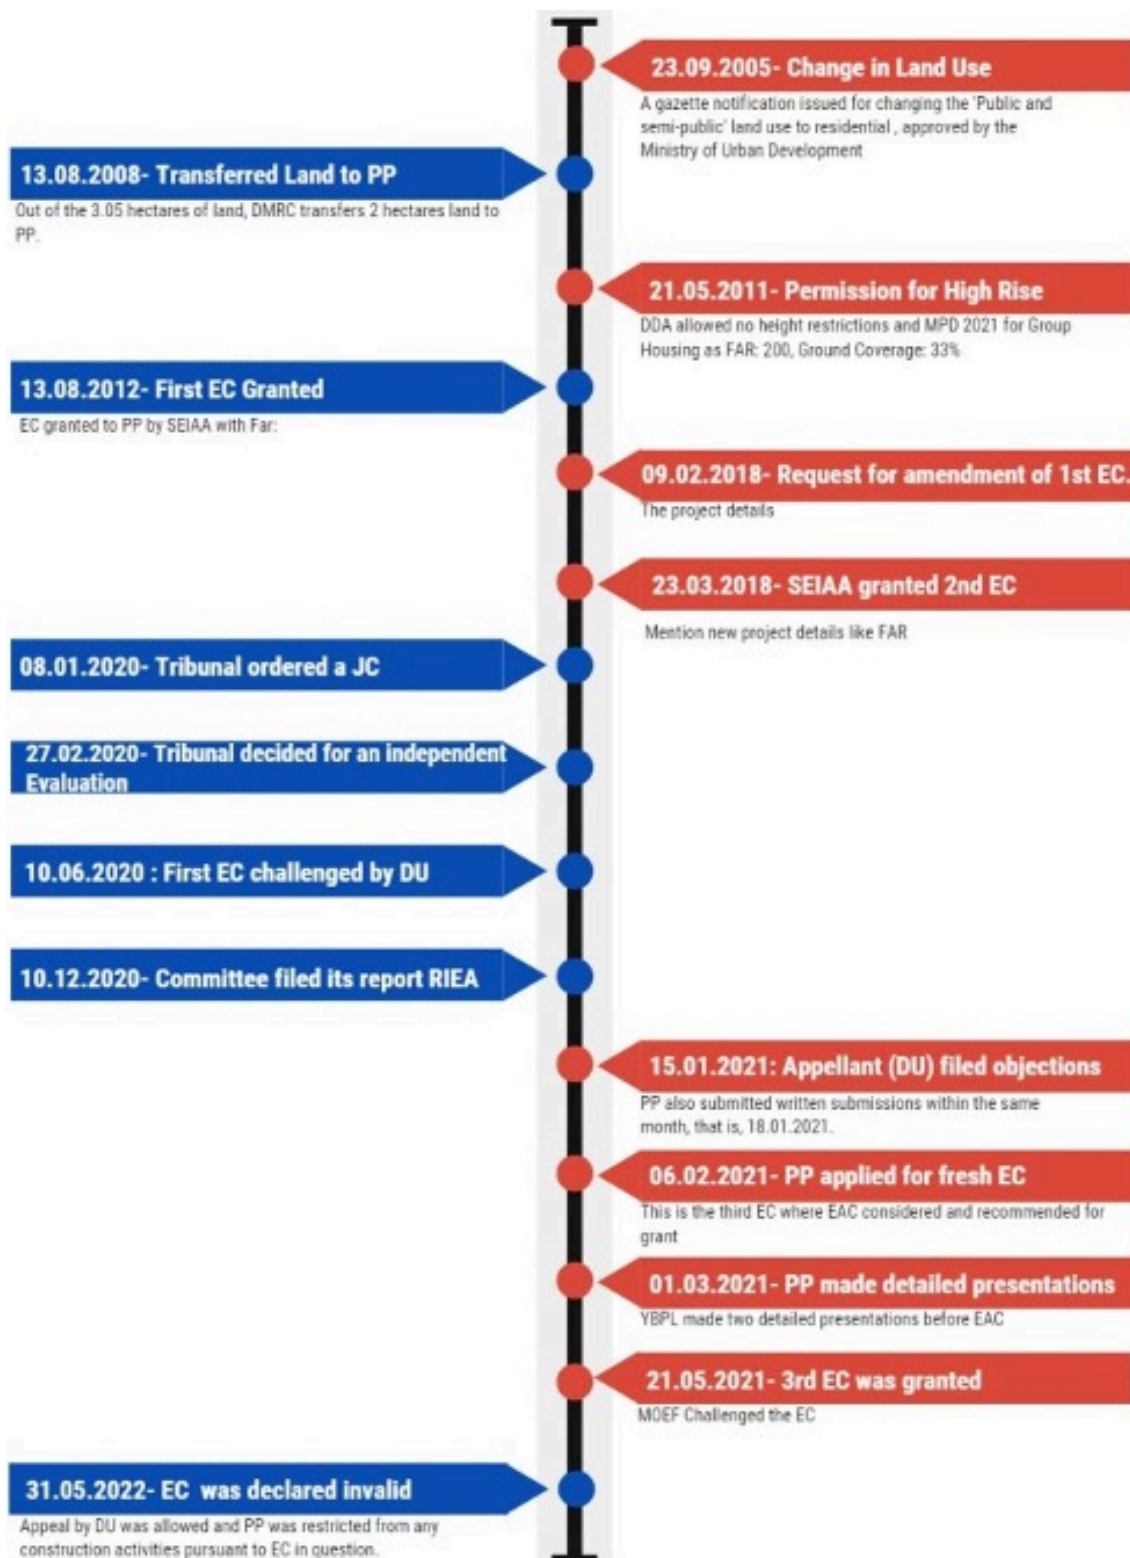 23.09.2005- Change in Land Use
A gazette notification issued for changing the 'Public and
semi-public' land use to residential , approved by the
Ministry of Urban Development
13.08.2008- Transferred Land to PP
Out of the 3.05 hectares of land, DMRC transfers 2 hectares land to
PP.
21.05.2011- Permission for High Rise
DDA allowed no height restrictions and MPD 2021 for Group
Housing as FAR: 200, Ground Coverage: 33%
13.08.2012- First EC Granted
EC granted to PP by SEIAA with Far:
09.02.2018- Request for amendment of 1st EC.
The project details
23.03.2018- SEIAA granted 2nd EC
Mention new project details like FAR
08.01.2020- Tribunal ordered a JC
27.02.2020- Tribunal decided for an independent
Evaluation
10.06.2020 : First EC challenged by DU
10.12.2020- Committee filed its report RIEA
15.01.2021: Appellant (DU) filed objections
PP also submitted written submissions within the same
month, that is, 18.01.2021.
06.02.2021- PP applied for fresh EC
This is the third EC where EAC considered and recommended for
grant
01.03.2021- PP made detailed presentations
YBPL made two detailed presentations before EAC
21.05.2021- 3rd EC was granted
MOEF Challenged the EC
31.05.2022- EC was declared invalid
Appeal by DU was allowed and PP was restricted from any
construction activities pursuant to EC in question.